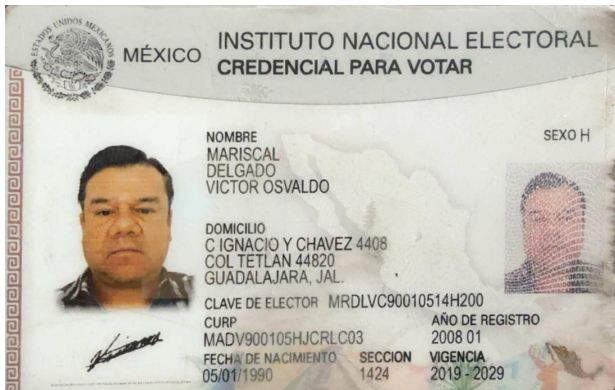 ESTADOS UNIDOS MEXICANOS
MÉXICO
INSTITUTO NACIONAL ELECTORAL
CREDENCIAL PARA VOTAR
NOMBRE
SEXO H
MARISCAL
DELGADO
VICTOR OSVALDO
DOMICILIO
C IGNACIO Y CHAVEZ 4408
COL TETLAN 44820
GUADALAJARA, JAL.
CLAVE DE ELECTOR MRDLVC90010514H200
CURP AÑO DE REGISTRO
MADV900105HJCRLC03 2008 01
FECHA DE NACIMIENTO SECCION VIGENCIA
05/01/1990 1424 2019 - 2029